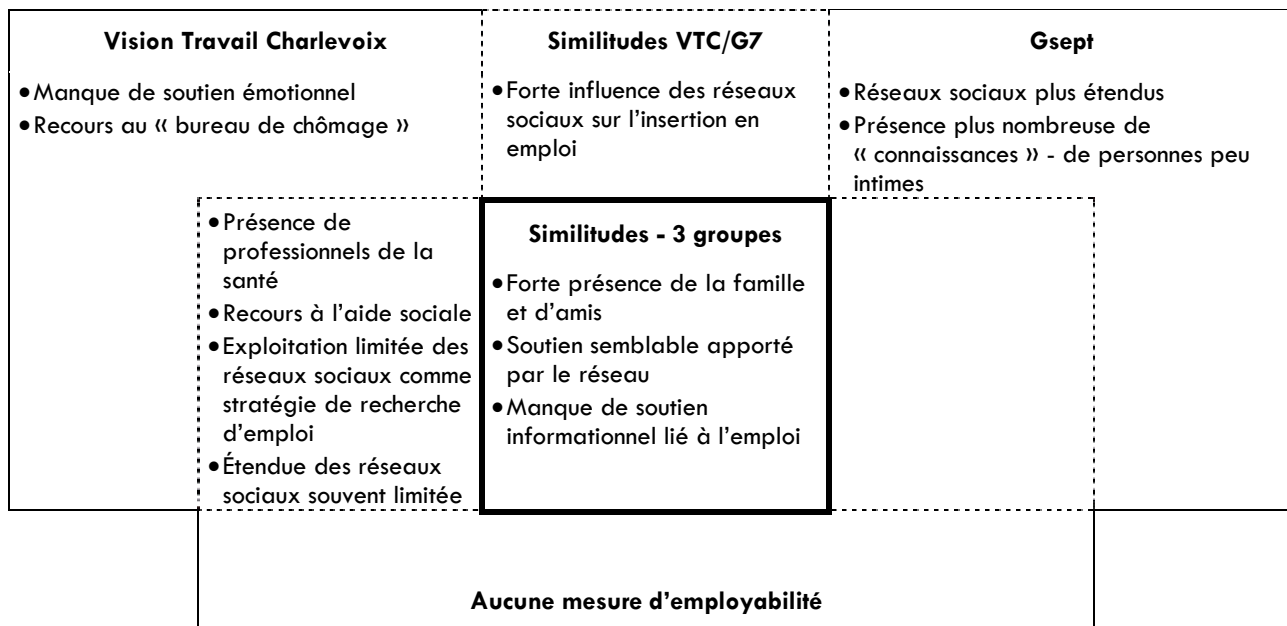 Vision Travail Charlevoix
• Manque de soutien émotionnel
• Recours au « bureau de chômage »
Similitudes VTC/G7
• Forte influence des réseaux
sociaux sur l'insertion en
emploi
Gsept
• Réseaux sociaux plus étendus
• Présence plus nombreuse de
« connaissances » - de personnes peu
intimes
• Présence de
professionnels de la
santé
• Recours à l'aide sociale
• Exploitation limitée des
réseaux sociaux comme
stratégie de recherche
d'emploi
• Étendue des réseaux
sociaux souvent limitée
Similitudes - 3 groupes
• Forte présence de la famille
et d'amis
• Soutien semblable apporté
par le réseau
• Manque de soutien
informationnel lié à l'emploi
Aucune mesure d'employabilité